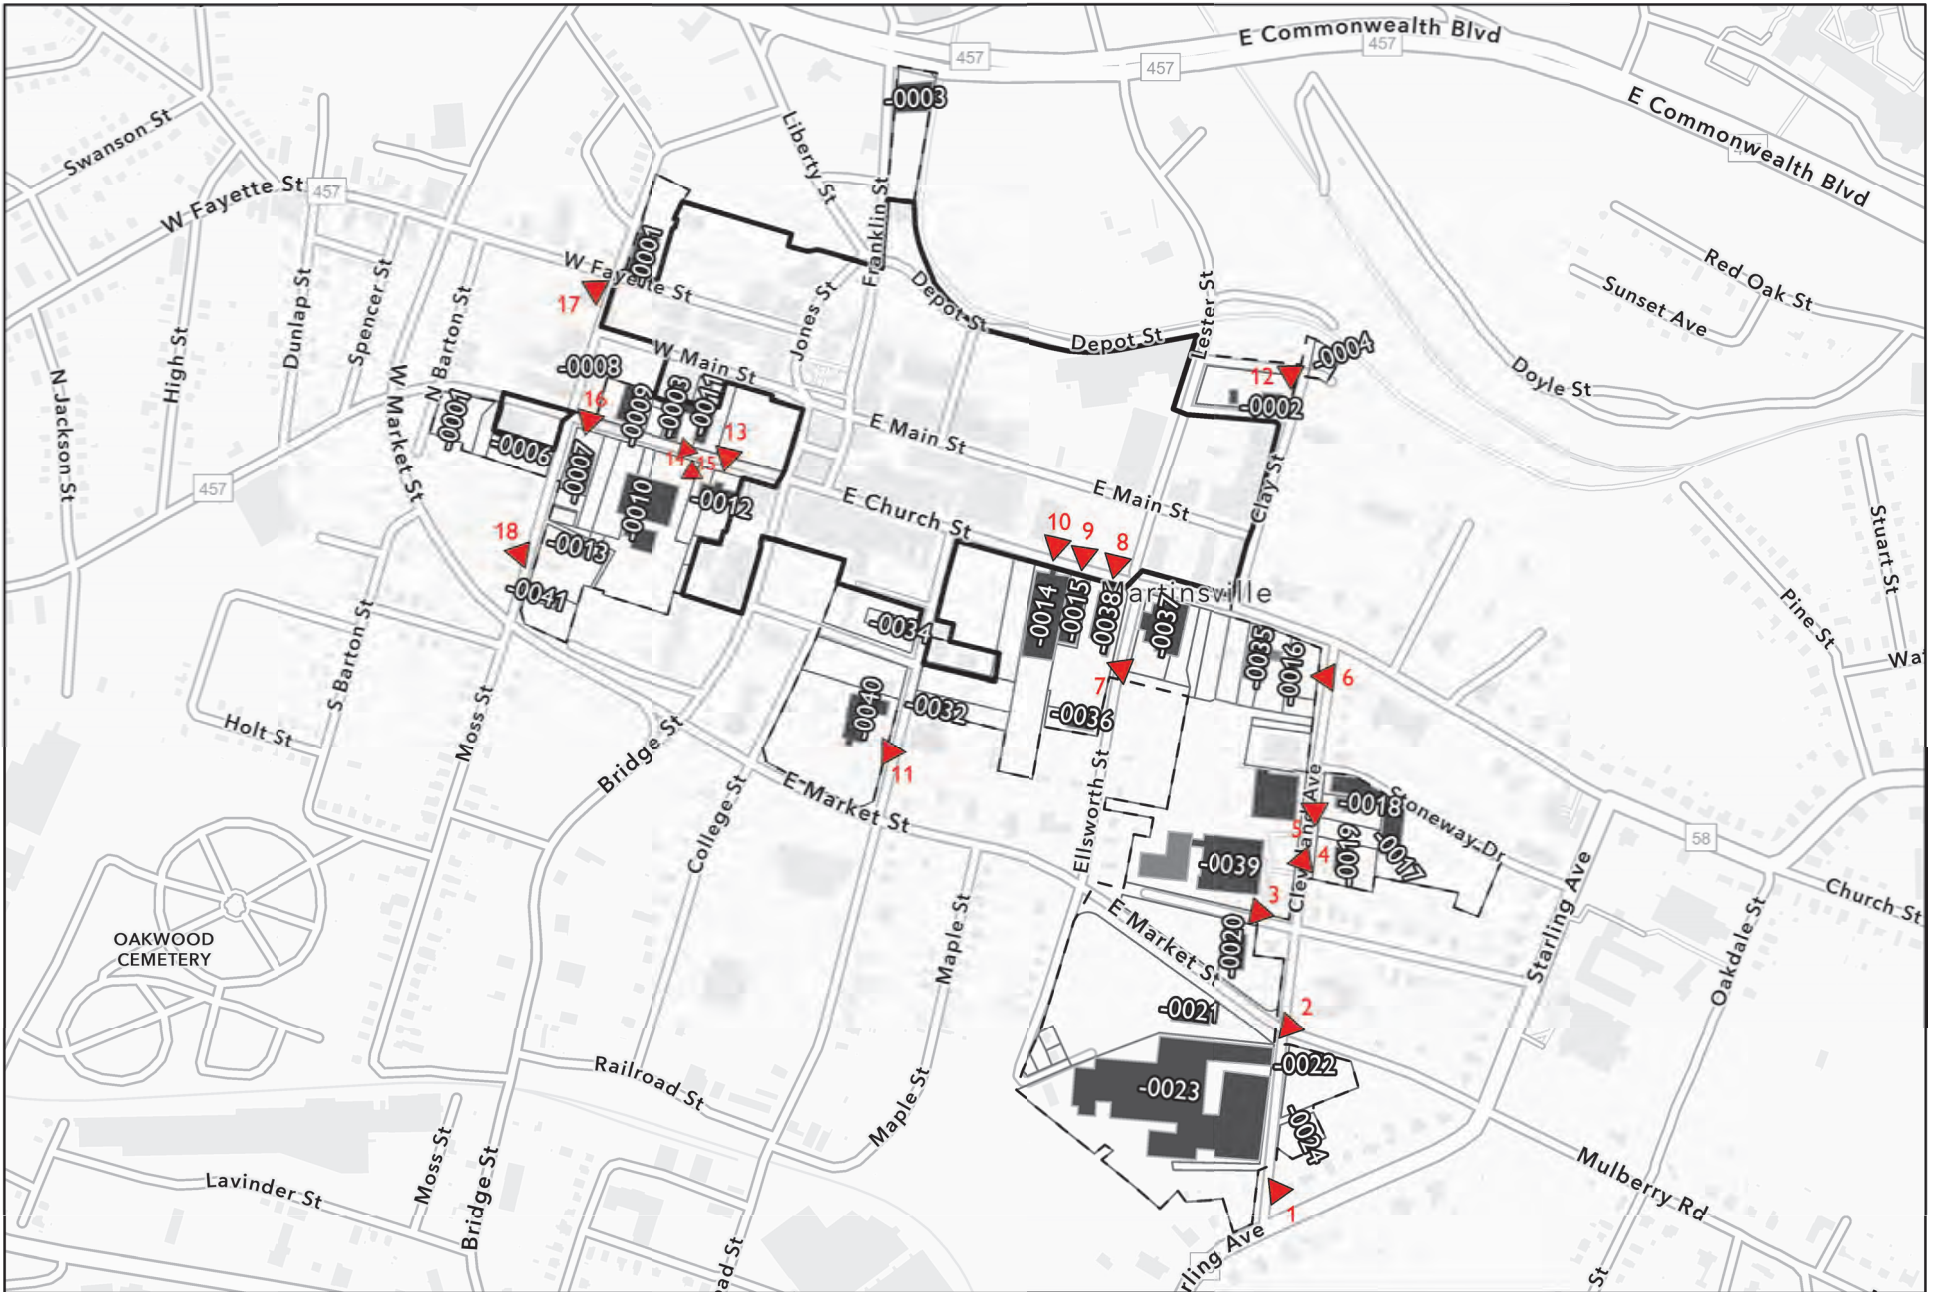 E Commonwealth Blvd
457
457
457
E Commonwealth Blvd
-0003
Swanson St
Liberty St
W Fayette St
457
Franklin St
-0001
W Fayette St
17
Depot St
Depot St
Lester St
Red Oak St
Sunset Ave
Doyle St
Dunlap St
Spencer St
N Barton St
High St
N Jackson St
W Market St
Jones St
W Main St
-0008
-0004
12
-0002
16
-0009
-0003
-0011
13
14
15
-0001
-0006
-0007
-0010
-0012
E Main St
E Main St
E Church St
Clay St
457
10
9
8
18
-0013
-0041
Martinsville
-0014
-0015
-0038
-0037
-0034
-0035
-0016
6
7
Stuart St
Pine St
S Barton St
Holt St
Moss St
Bridge St
-0040
-0032
-0036
11
E Market St
College St
Ellsworth St
Cleveland Ave
-0018
Stoneway Dr
5
4
-0019
-0017
-0039
3
58
Church St
Starling Ave
Oakdale St
E Market St
-0020
OAKWOOD
CEMETERY
Maple St
-0021
2
-0022
-0023
-0024
Railroad St
Maple St
Moss St
Bridge St
Lavinder St
Mulberry Rd
1
rling Ave
ad St
St